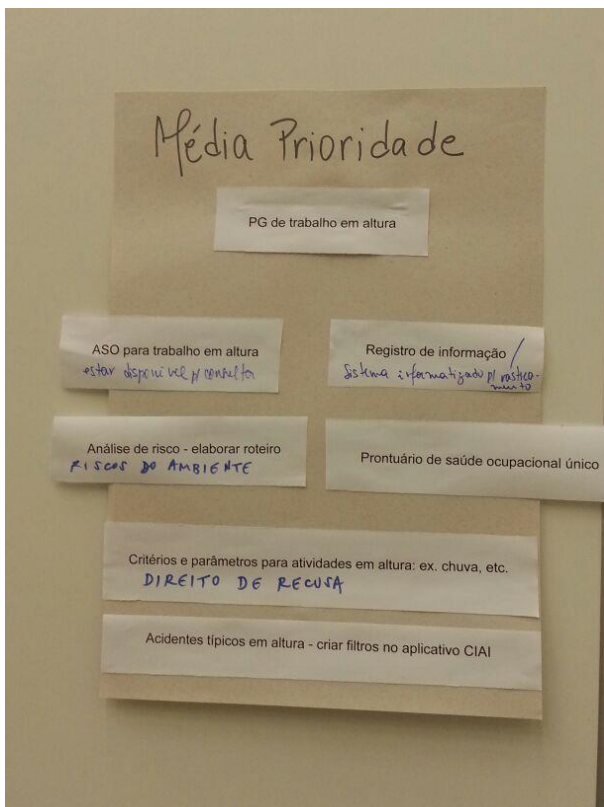 Média Prioridade
PG de trabalho em altura
ASO para trabalho em altura
estar disponível p/ consulta
Registro de informação /
Sistema informatizado p/ rastrea-
mento
Análise de risco - elaborar roteiro
RISCOS DO AMBIENTE
Prontuário de saúde ocupacional único
Critérios e parâmetros para atividades em altura: ex. chuva, etc.
DIREITO DE RECUSA
Acidentes típicos em altura - criar filtros no aplicativo CIAI